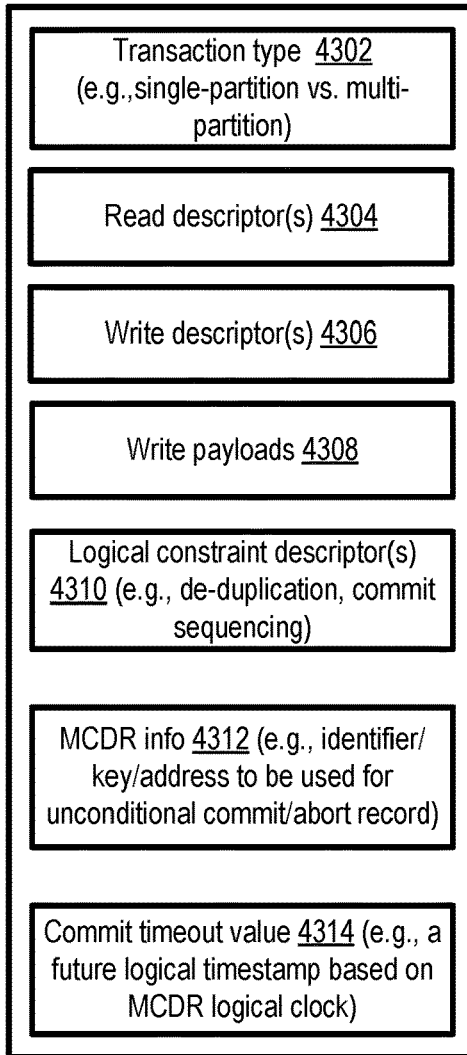 Transaction type 4302
(e.g.,single-partition vs. multi-
partition)
Read descriptor(s) 4304
Write descriptor(s) 4306
Write payloads 4308
Logical constraint descriptor(s)
4310 (e.g., de-duplication, commit
sequencing)
MCDR info 4312 (e.g., identifier/
key/address to be used for
unconditional commit/abort record)
Commit timeout value 4314 (e.g., a
future logical timestamp based on
MCDR logical clock)